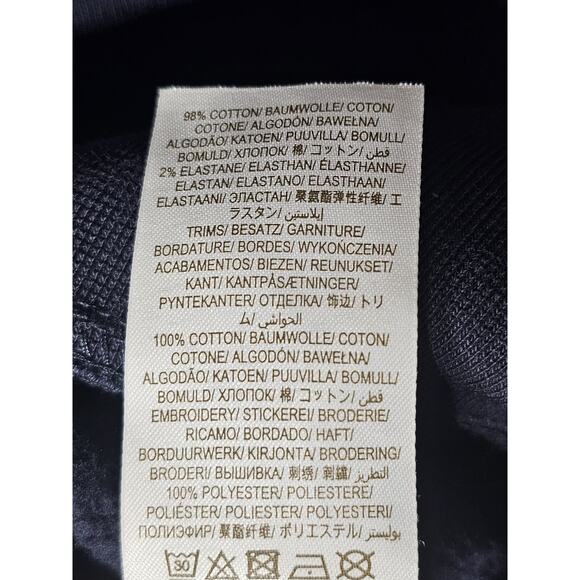 98% COTTON/ BAUMWOLLE/ COTON/
COTONE/ ALGODÓN/ BAWEŁNA/
ALGODÃO/ KATOEN/ PUUVILLA/ BOMULL/
BOMULD/ ХЛОПОК/ 棉/ コットン/ قطن/
2% ELASTANE/ ELASTHAN/ ÉLASTHANNE/
ELASTAN/ ELASTANO/ ELASTHAAN/
ELASTAANI/ ЭЛАСТАН/ 聚氨酯弹性纤维/ エ
ラスタン/ إيلاستين/
TRIMS/ BESATZ/ GARNITURE/
BORDATURE/ BORDES/ WYKOŃCZENIA/
ACABAMENTOS/ BIEZEN/ REUNUKSET/
KANT/ KANTPÅSÆTNINGER/
PYNTEKANTER/ ОТДЕЛКА/ 饰边/ トリ
ム/ الحواشي/
100% COTTON/ BAUMWOLLE/ COTON/
COTONE/ ALGODÓN/ BAWEŁNA/
ALGODÃO/ KATOEN/ PUUVILLA/ BOMULL/
BOMULD/ ХЛОПОК/ 棉/ コットン/ قطن/
EMBROIDERY/ STICKEREI/ BRODERIE/
RICAMO/ BORDADO/ HAFT/
BORDUURWERK/ KIRJONTA/ BRODERING/
BRODERI/ ВЫШИВКА/ 刺绣/ 刺繍/ التطريز/
100% POLYESTER/ POLIESTERE/
POLIÉSTER/ POLIESTER/ POLYESTERI/
ПОЛИЭФИР/ 聚酯纤维/ ポリエステル/ بوليستر/
30